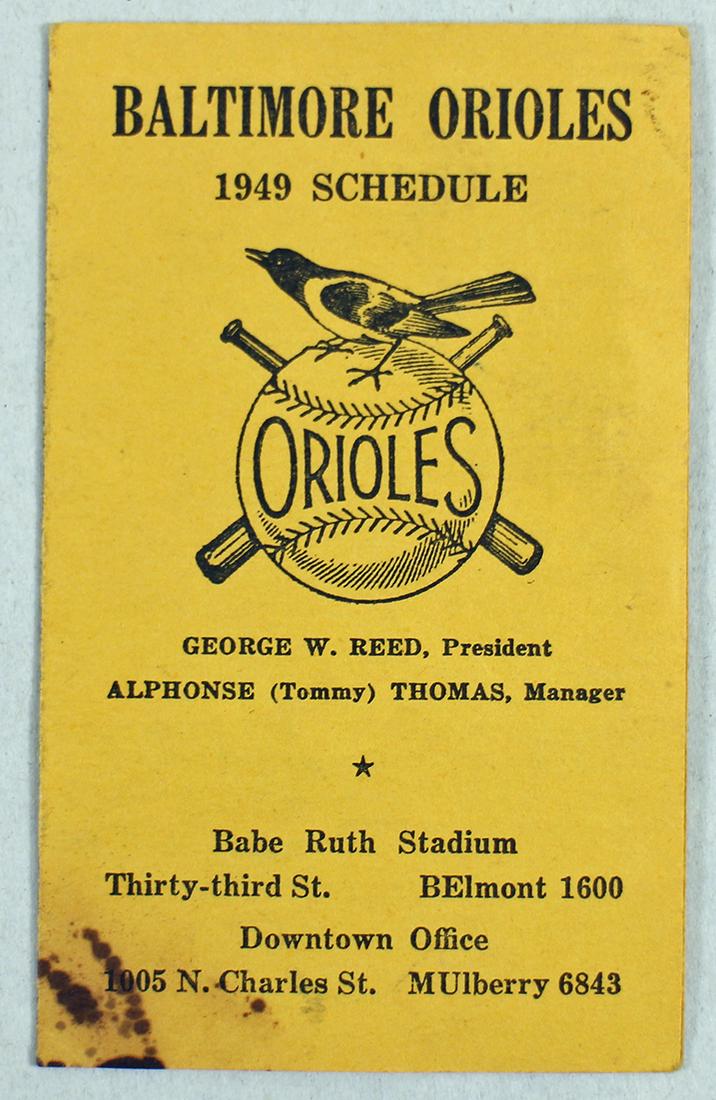 BALTIMORE ORIOLES
1949 SCHEDULE
ORIOLES
GEORGE W. REED, President
ALPHONSE (Tommy) THOMAS, Manager
Babe Ruth Stadium
Thirty-third St. BElmont 1600
Downtown Office
1005 N. Charles St. MUlberry 6843